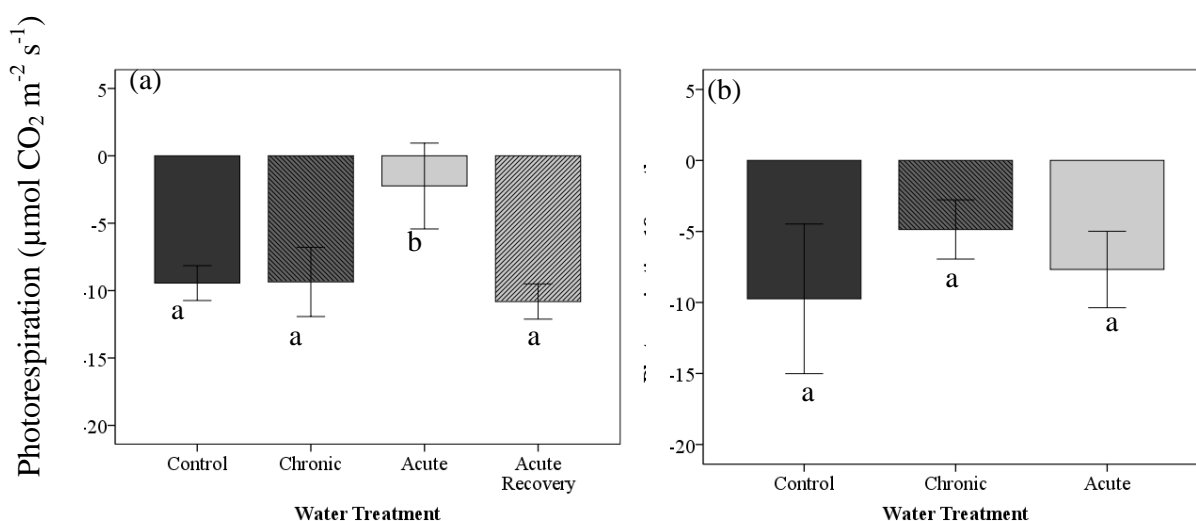 Photorespiration (µmol CO₂ m⁻² s⁻¹)
(a)
5
0
-5
-10
-15
-20
a
a
b
a
Control
Chronic
Acute
Acute
Recovery
Water Treatment
(b)
5
0
-5
-10
-15
-20
a
a
a
Control
Chronic
Acute
Water Treatment